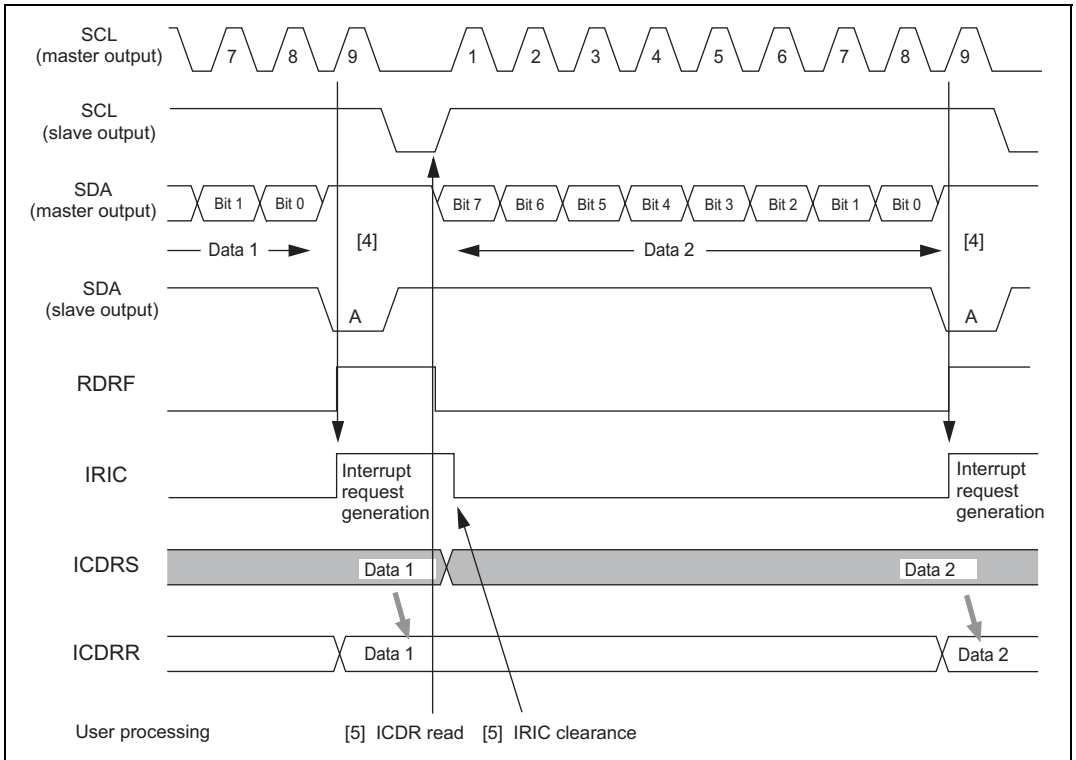 SCL
(master output)
7 8 9 1 2 3 4 5 6 7 8 9
SCL
(slave output)
SDA
(master output)
Bit 1 Bit 0 Bit 7 Bit 6 Bit 5 Bit 4 Bit 3 Bit 2 Bit 1 Bit 0
Data 1 [4] Data 2 [4]
SDA
(slave output)
A A
RDRF
IRIC
Interrupt
request
generation
Interrupt
request
generation
ICDRS
Data 1 Data 2
ICDRR
Data 1 Data 2
User processing [5] ICDR read [5] IRIC clearance